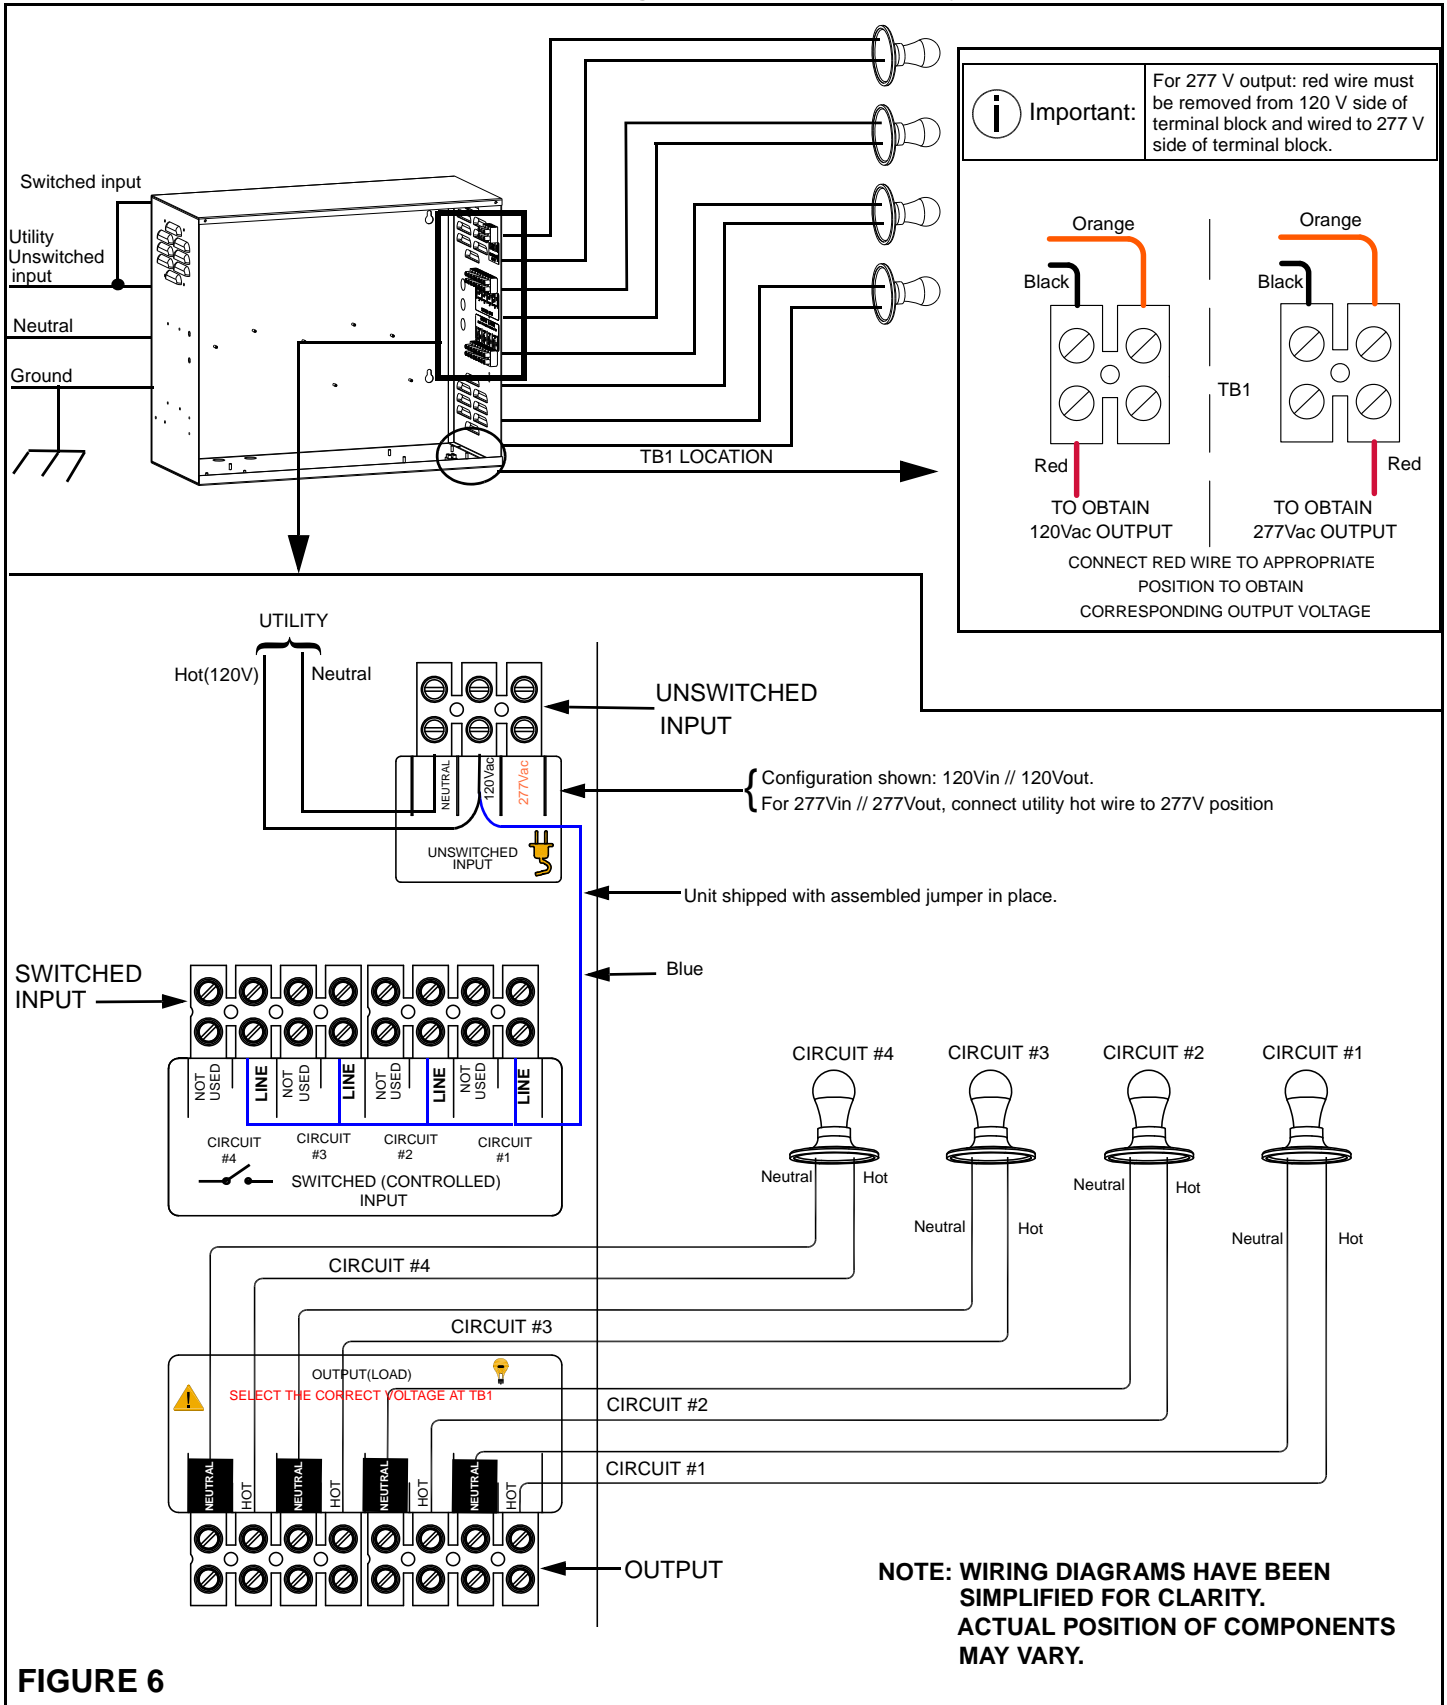 Important:
For 277 V output: red wire must
be removed from 120 V side of
terminal block and wired to 277 V
side of terminal block.
Switched input
Utility
Unswitched
input
Neutral
Ground
TB1 LOCATION
Orange
Black
Red
TO OBTAIN
120Vac OUTPUT
TB1
Orange
Black
Red
TO OBTAIN
277Vac OUTPUT
CONNECT RED WIRE TO APPROPRIATE
POSITION TO OBTAIN
CORRESPONDING OUTPUT VOLTAGE
UTILITY
Hot(120V)
Neutral
UNSWITCHED
INPUT
NEUTRAL
120Vac
277Vac
UNSWITCHED
INPUT
Configuration shown: 120Vin // 120Vout.
For 277Vin // 277Vout, connect utility hot wire to 277V position
Unit shipped with assembled jumper in place.
Blue
SWITCHED
INPUT
NOT USED
LINE
NOT USED
LINE
NOT USED
LINE
NOT USED
LINE
CIRCUIT
#4
CIRCUIT
#3
CIRCUIT
#2
CIRCUIT
#1
SWITCHED (CONTROLLED)
INPUT
CIRCUIT #4
CIRCUIT #3
CIRCUIT #2
CIRCUIT #1
Neutral
Hot
Neutral
Hot
Neutral
Hot
Neutral
Hot
CIRCUIT #4
CIRCUIT #3
CIRCUIT #2
CIRCUIT #1
OUTPUT(LOAD)
SELECT THE CORRECT VOLTAGE AT TB1
NEUTRAL
HOT
NEUTRAL
HOT
NEUTRAL
HOT
NEUTRAL
HOT
OUTPUT
NOTE: WIRING DIAGRAMS HAVE BEEN
SIMPLIFIED FOR CLARITY.
ACTUAL POSITION OF COMPONENTS
MAY VARY.
FIGURE 6